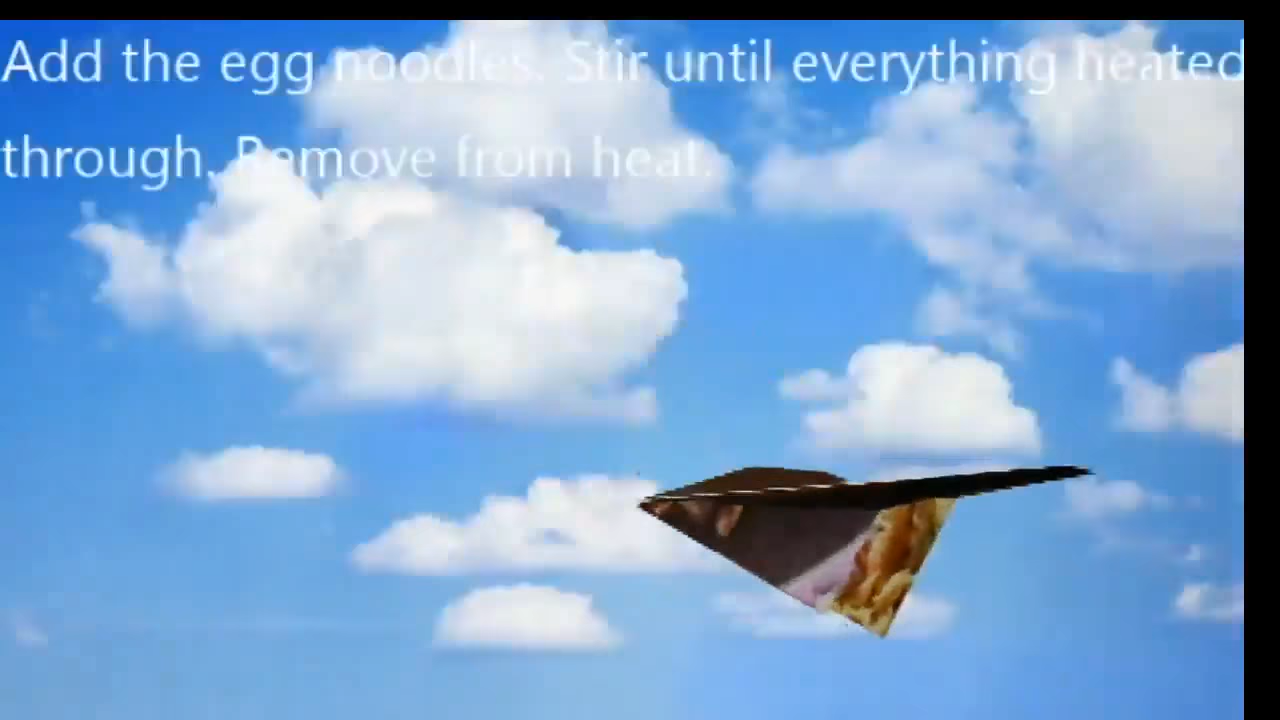 Add the egg noodles. Stir until everything heated
through. Remove from heat.